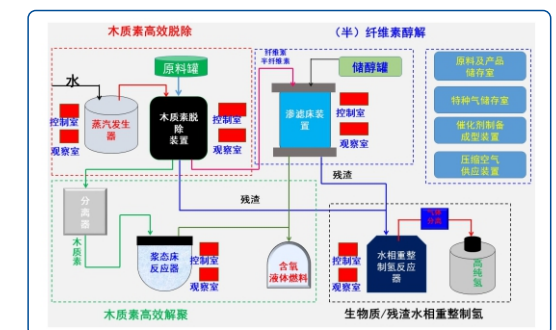 木质素高效脱除
（半）纤维素醇解
水
原料罐
纤维素
半纤维素
储醇罐
原料及产品
储存室
特种气储存室
催化剂制备
成型装置
压缩空气
供应装置
控制室
观察室
蒸汽发生
器
木质素脱
除
装置
控制室
观察室
渗滤床装
置
控制室
观察室
残渣
残渣
分
离
器
木
质
素
浆态床
反应器
控制室
观察室
含氧
液体燃料
气体
分离
控制室
观察室
水相重整
制氢反应
器
高
纯
氢
木质素高效解聚
生物质/残渣水相重整制氢